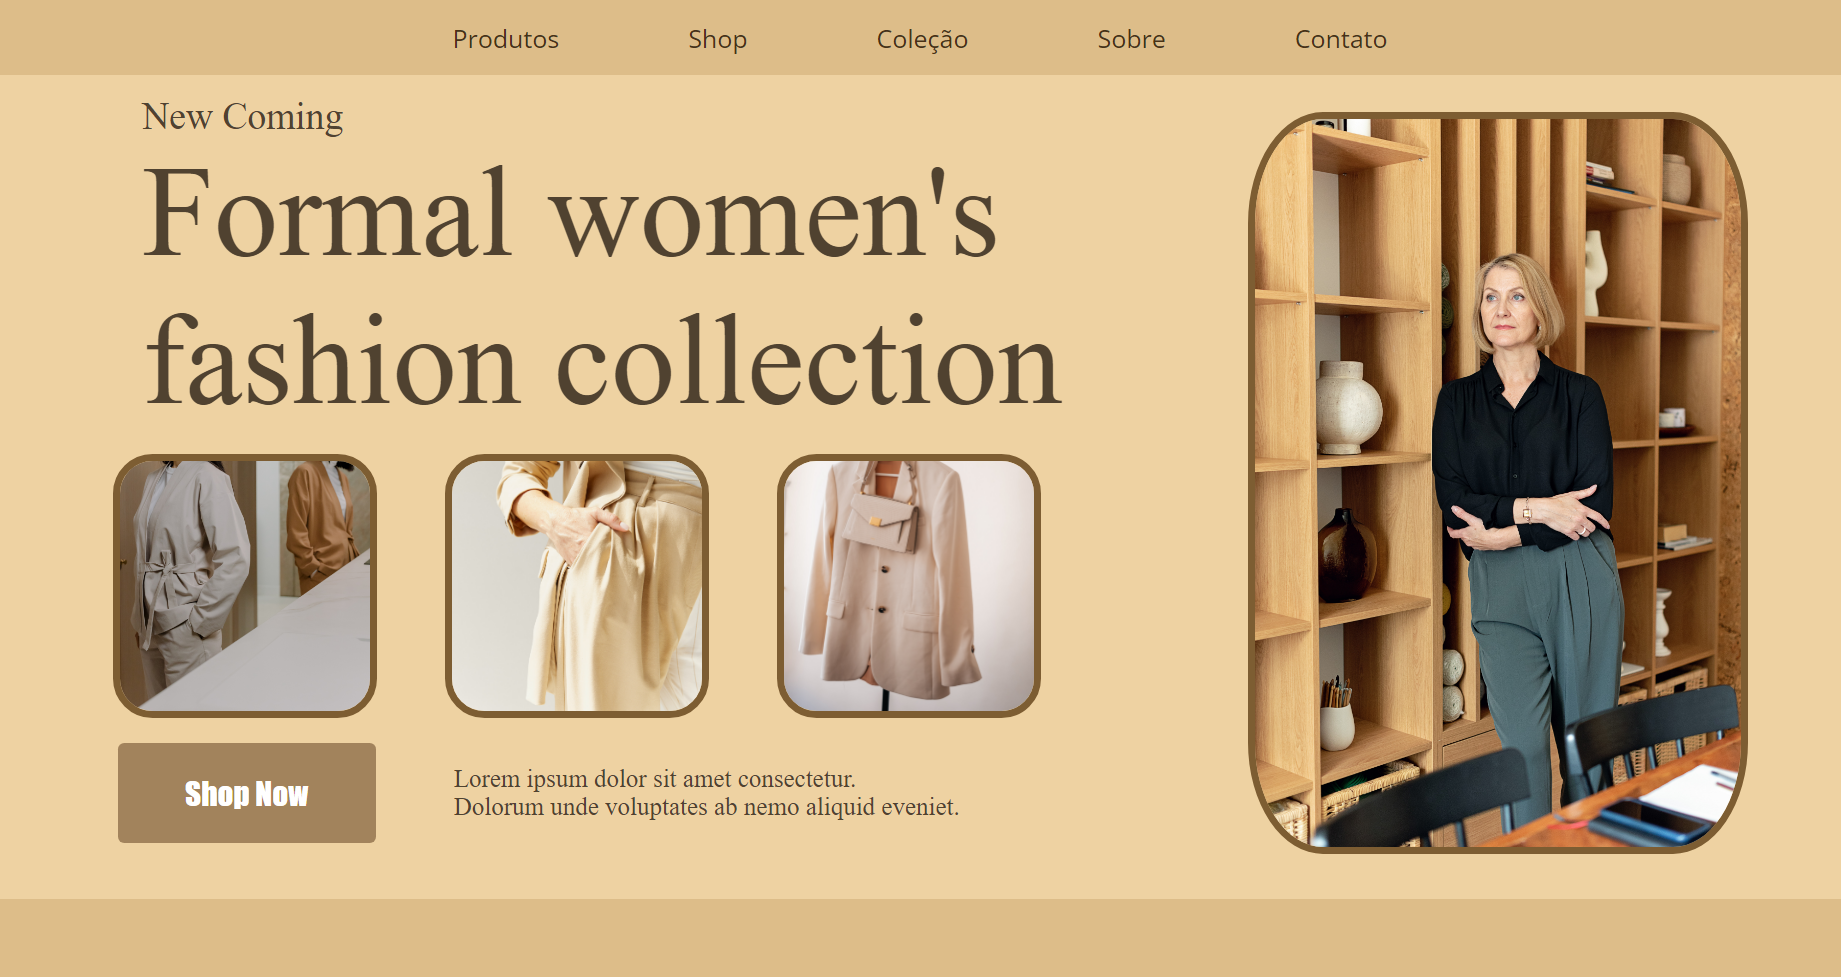 Produtos Shop Coleção Sobre Contato
New Coming
Formal women's
fashion collection
Shop Now
Lorem ipsum dolor sit amet consectetur.
Dolorum unde voluptates ab nemo aliquid eveniet.